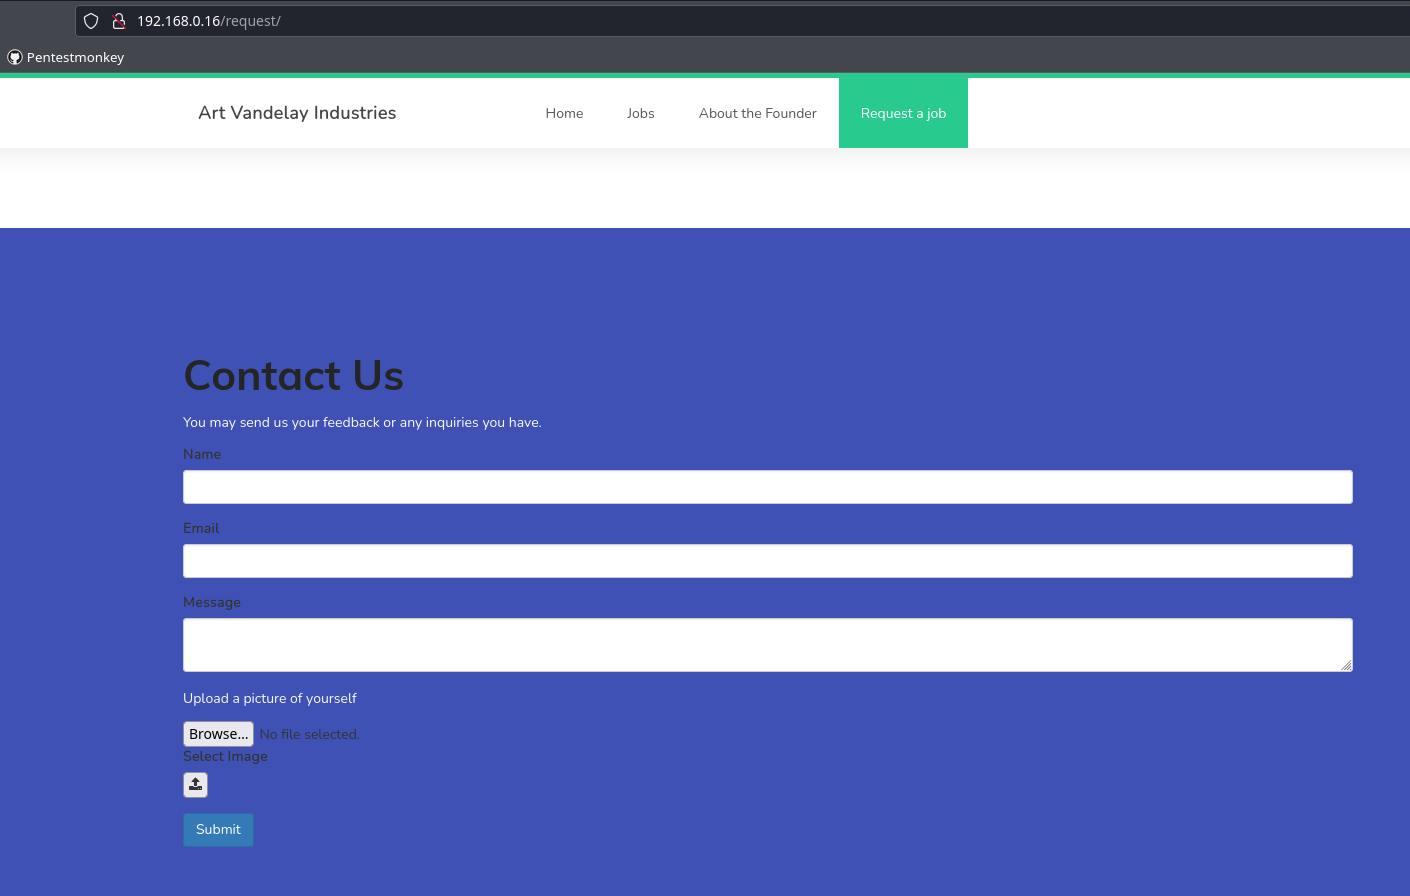 192.168.0.16/request/
Pentestmonkey
Art Vandelay Industries Home Jobs About the Founder Request a job
Contact Us
You may send us your feedback or any inquiries you have.
Name
Email
Message
Upload a picture of yourself
Browse... No file selected.
Select Image
Submit